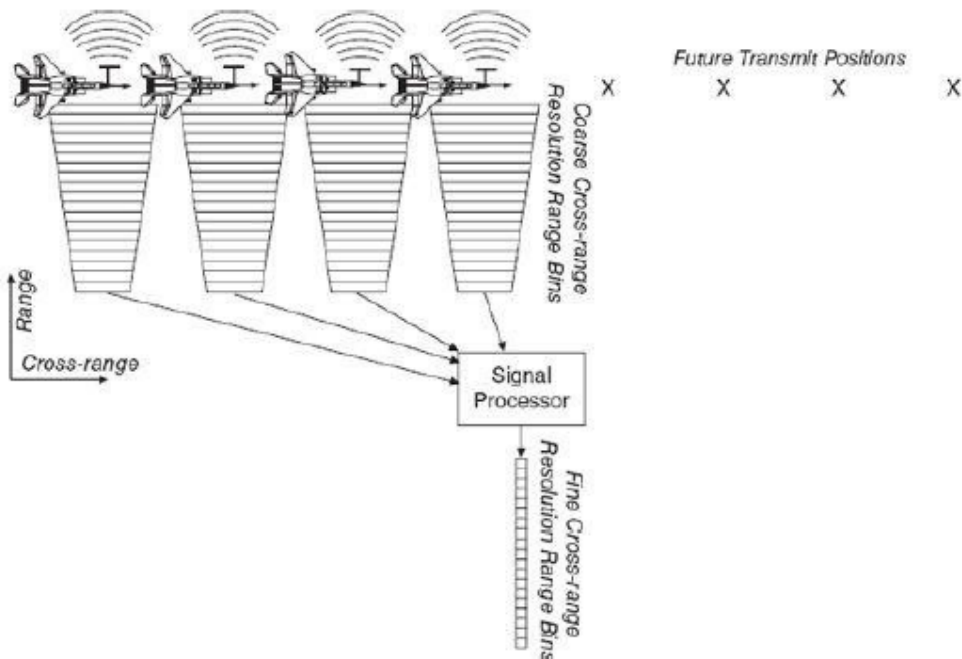 Future Transmit Positions
X X X X
Coarse Cross-range
Resolution Range Bins
Range
Cross-range
Signal
Processor
Fine Cross-range
Resolution Range Bins